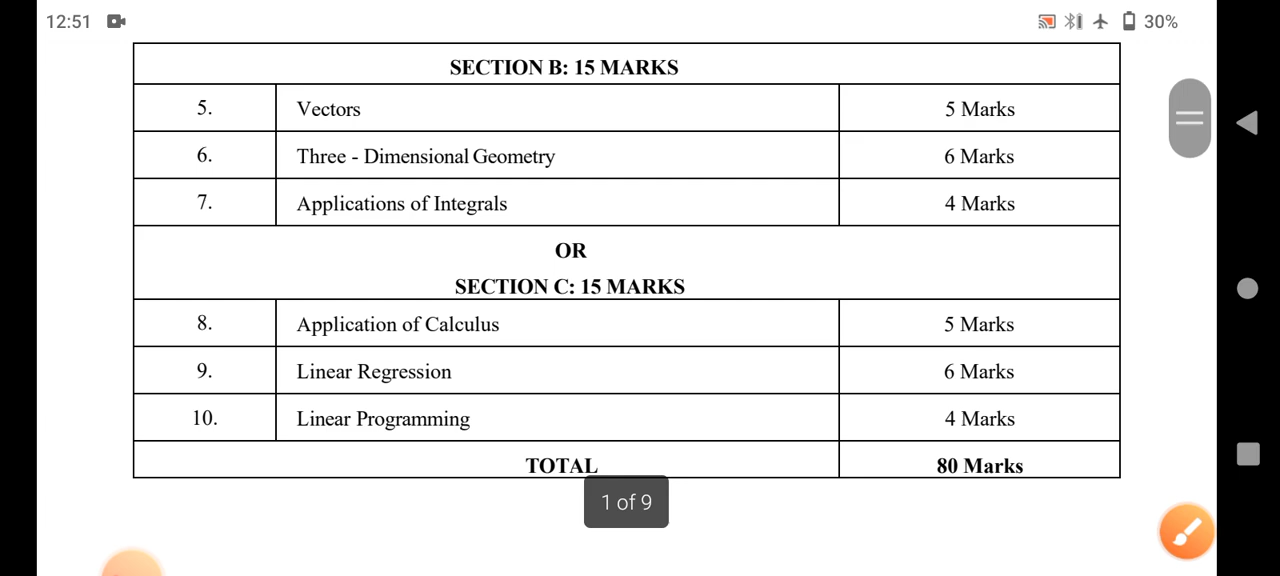 12:51
30%
SECTION B: 15 MARKS
5. Vectors 5 Marks
6. Three - Dimensional Geometry 6 Marks
7. Applications of Integrals 4 Marks
OR
SECTION C: 15 MARKS
8. Application of Calculus 5 Marks
9. Linear Regression 6 Marks
10. Linear Programming 4 Marks
TOTAL 80 Marks
1 of 9